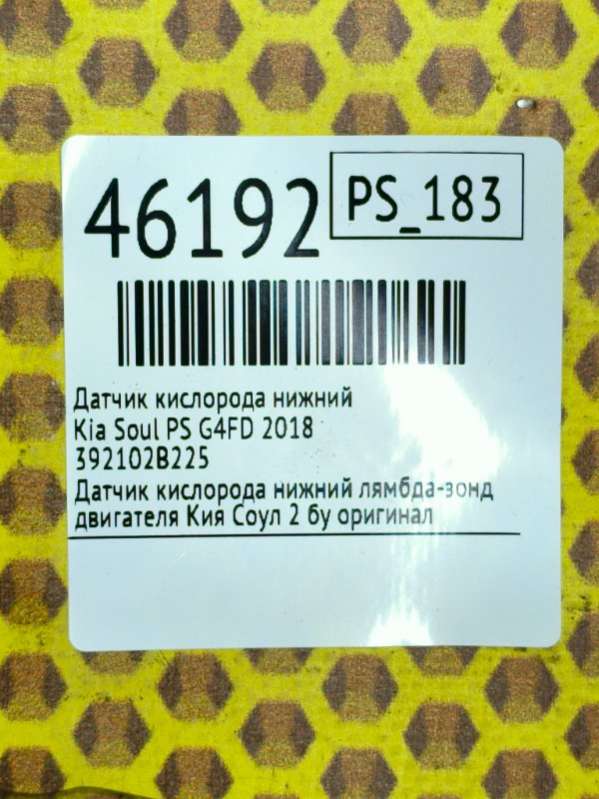 46192
PS_183
Датчик кислорода нижний
Kia Soul PS G4FD 2018
392102B225
Датчик кислорода нижний лямбда-зонд
двигателя Кия Соул 2 бу оригинал